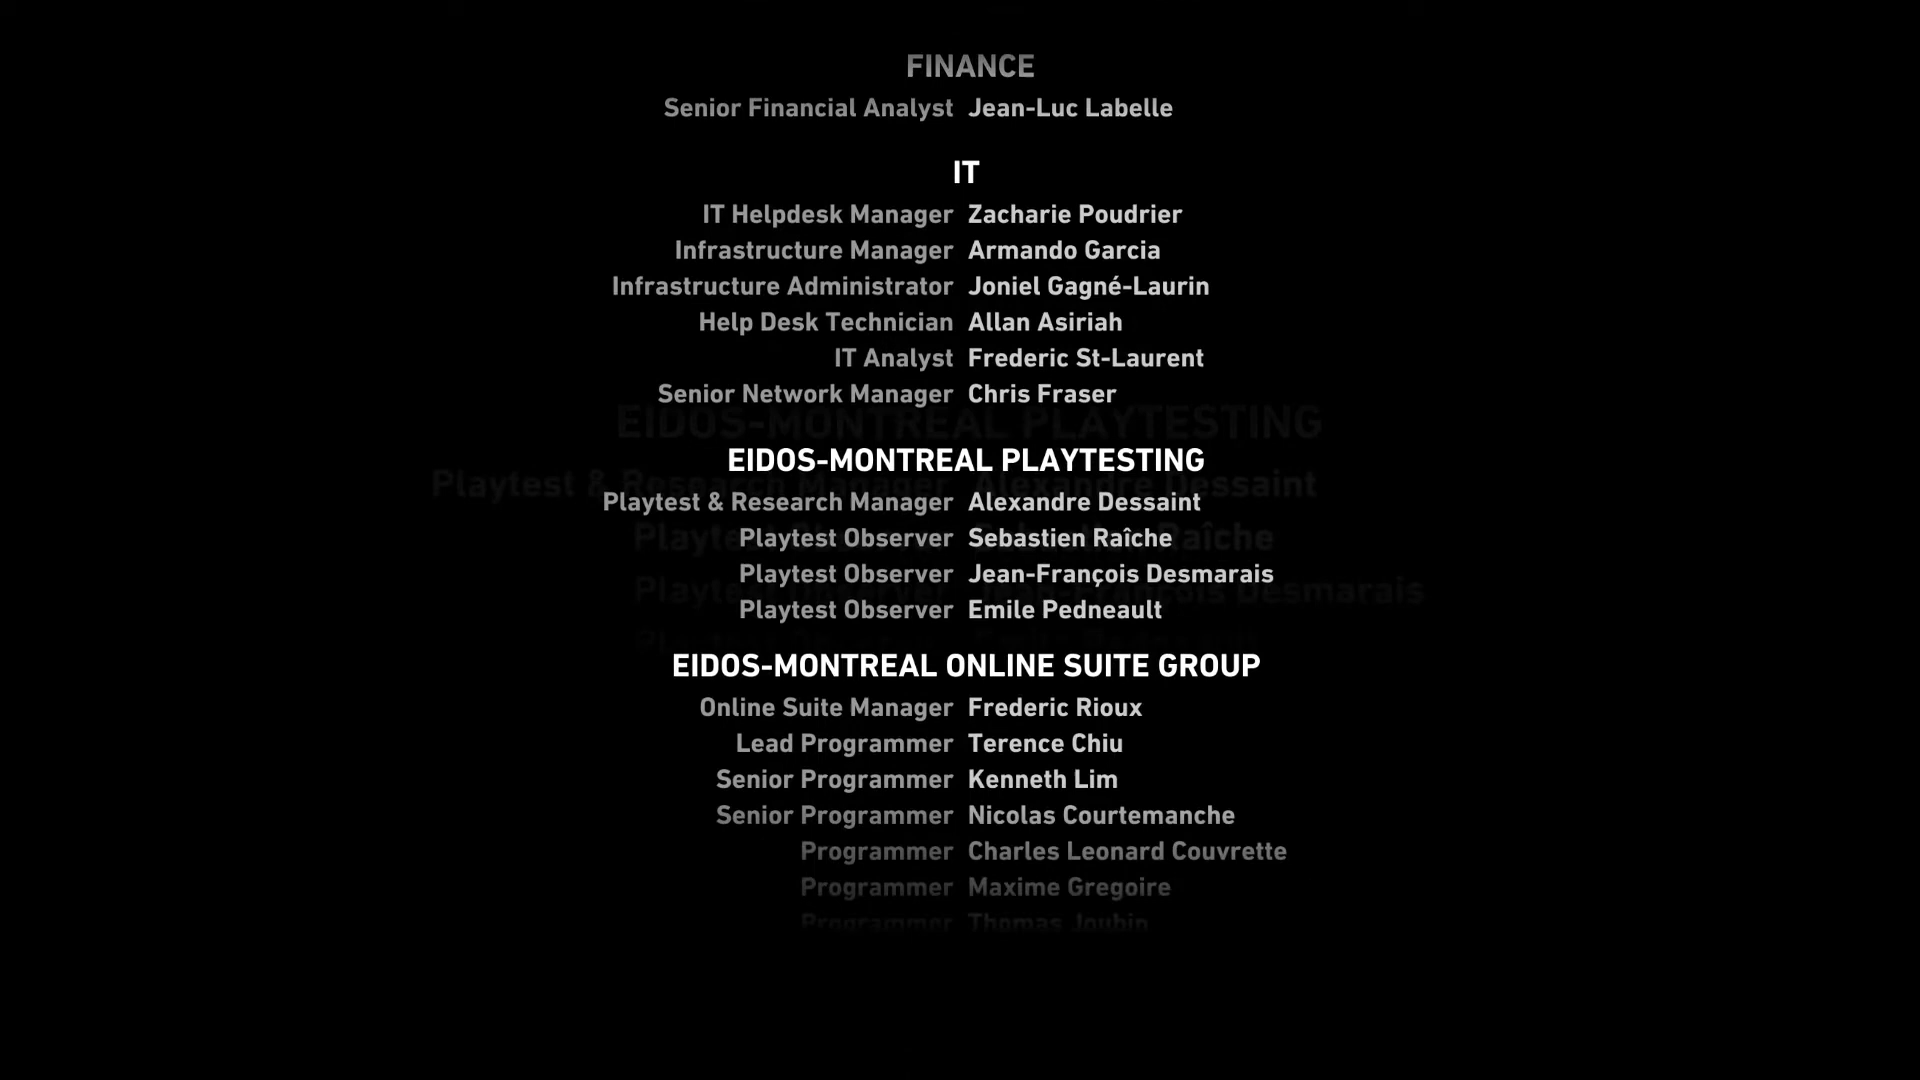 FINANCE
Senior Financial Analyst Jean-Luc Labelle
IT
IT Helpdesk Manager Zacharie Poudrier
Infrastructure Manager Armando Garcia
Infrastructure Administrator Joniel Gagné-Laurin
Help Desk Technician Allan Asiriah
IT Analyst Frederic St-Laurent
Senior Network Manager Chris Fraser
EIDOS-MONTREAL PLAYTESTING
Playtest & Research Manager Alexandre Dessaint
Playtest Observer Sebastien Raîche
Playtest Observer Jean-François Desmarais
Playtest Observer Emile Pedneault
EIDOS-MONTREAL ONLINE SUITE GROUP
Online Suite Manager Frederic Rioux
Lead Programmer Terence Chiu
Senior Programmer Kenneth Lim
Senior Programmer Nicolas Courtemanche
Programmer Charles Leonard Couvrette
Programmer Maxime Gregoire
Programmer Thomas Joubin